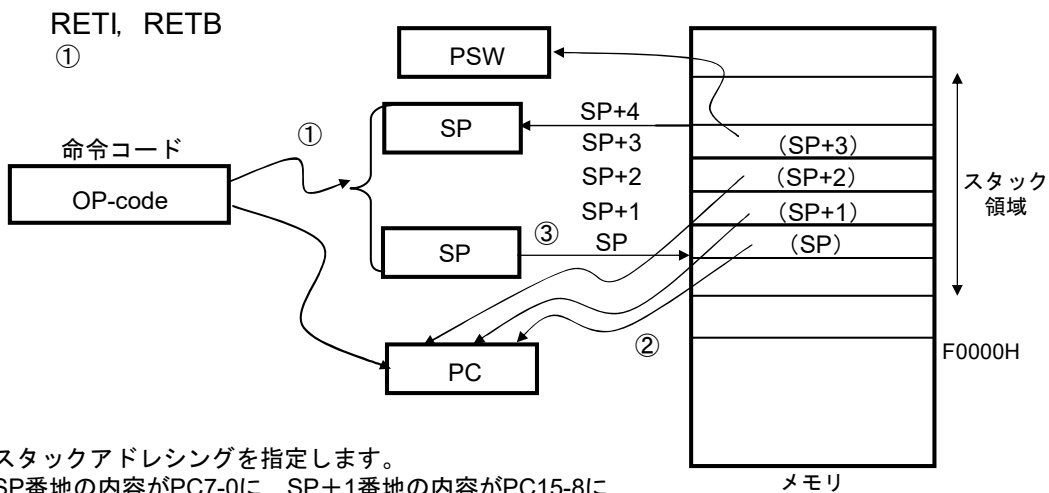 RETI, RETB
①
PSW
SP
SP+4
SP+3
(SP+3)
①
命令コード
OP-code
SP+2
(SP+2)
スタック
領域
SP+1
(SP+1)
SP
③
SP
(SP)
②
PC
F0000H
スタックアドレシングを指定します。
SP番地の内容がPC7-0に、SP+1番地の内容がPC15-8に
メモリ